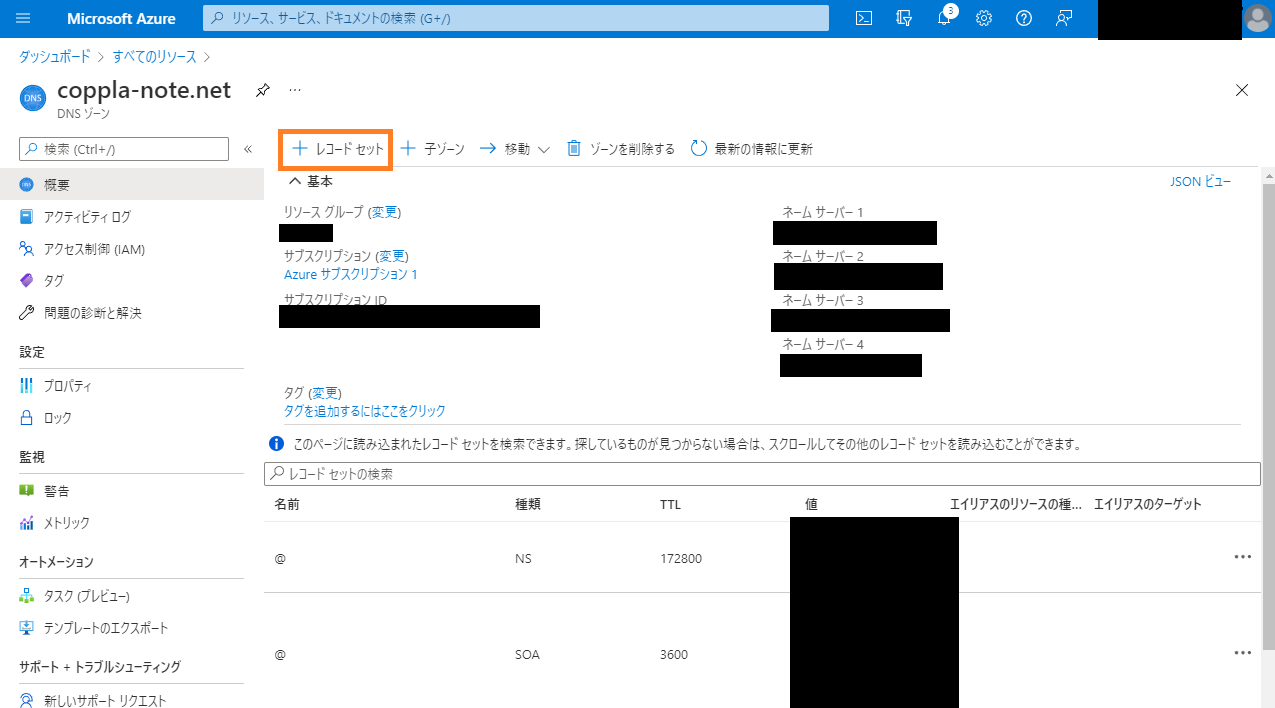 Microsoft Azure
リソース、サービス、ドキュメントの検索 (G+/)
3
ダッシュボード > すべてのリソース >
DNS
coppla-note.net
...
DNS ゾーン
検索 (Ctrl+/)
«
レコード セット
子ゾーン
移動
ゾーンを削除する
最新の情報に更新
概要
アクティビティ ログ
アクセス制御 (IAM)
タグ
問題の診断と解決
設定
プロパティ
ロック
監視
警告
メトリック
オートメーション
タスク (プレビュー)
テンプレートのエクスポート
サポート + トラブルシューティング
新しいサポート リクエスト
基本
JSON ビュー
リソース グループ (変更)
サブスクリプション (変更)
Azure サブスクリプション 1
サブスクリプション ID
ネーム サーバー 1
ネーム サーバー 2
ネーム サーバー 3
ネーム サーバー 4
タグ (変更)
タグを追加するにはここをクリック
このページに読み込まれたレコード セットを検索できます。探しているものが見つからない場合は、スクロールしてその他のレコード セットを読み込むことができます。
レコード セットの検索
名前 種類 TTL 値 エイリアスのリソースの種... エイリアスのターゲット
@ NS 172800 ...
@ SOA 3600 ...